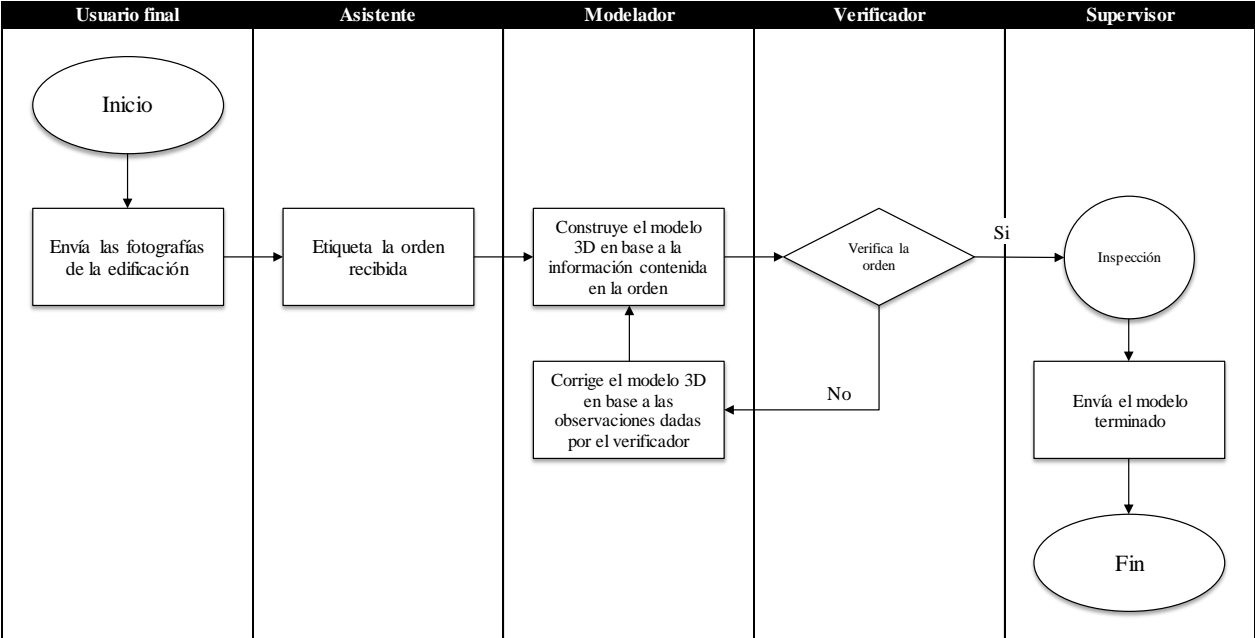 Usuario final
Asistente
Modelador
Verificador
Supervisor
Inicio
Envía las fotografías
de la edificación
Etiqueta la orden
recibida
Construye el modelo
3D en base a la
información contenida
en la orden
Verifica la
orden
Si
Inspección
No
Corrige el modelo 3D
en base a las
observaciones dadas
por el verificador
Envía el modelo
terminado
Fin